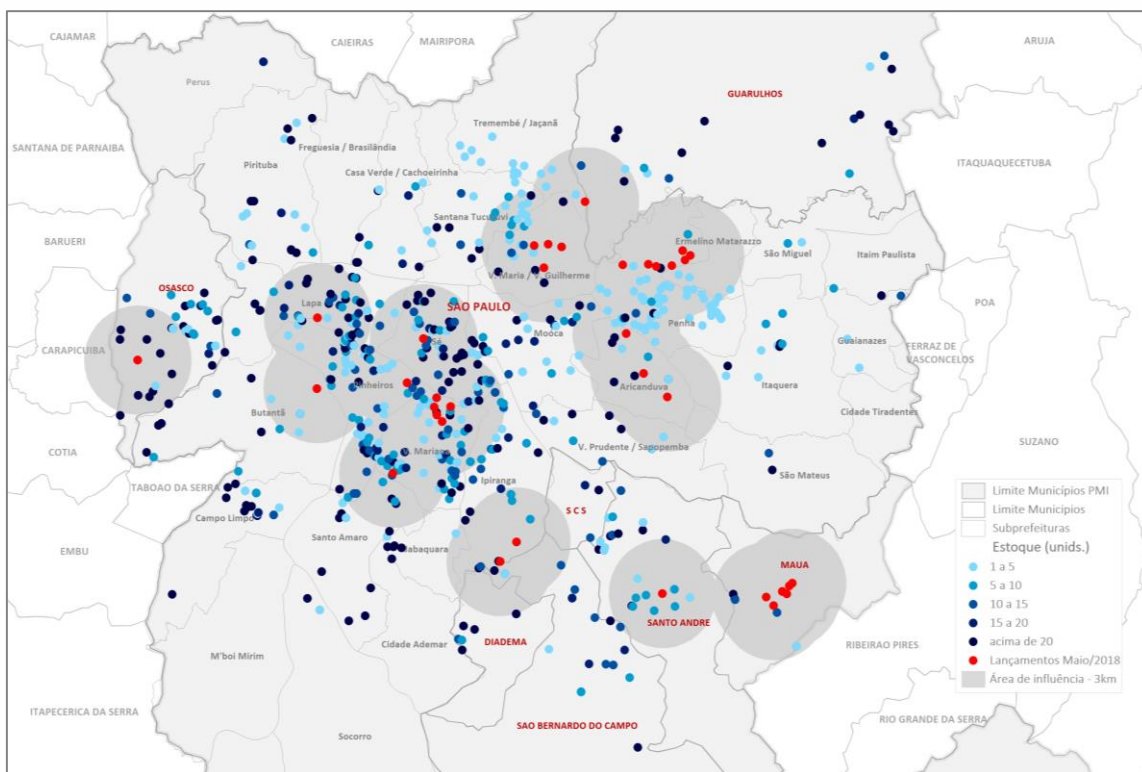 CAJAMAR
CAIEIRAS
MAIRIPORA
ARUJA
Perus
GUARULHOS
Tremembé / Jaçanã
SANTANA DE PARNAIBA
Freguesia / Brasilândia
ITAQUAQUECETUBA
Pirituba
Casa Verde / Cachoeirinha
Santana Tucuruvi
BARUERI
Ermelino Matarazzo
São Miguel
Itaim Paulista
V. Maria / V. Guilherme
OSASCO
Lapa
SAO PAULO
POA
Sé
Mooca
Penha
CARAPICUIBA
Guaianazes
FERRAZ DE
VASCONCELOS
Pinheiros
Aricanduva
Itaquera
Butantã
Cidade Tiradentes
COTIA
V. Mariana
V. Prudente / Sapopemba
SUZANO
TABOAO DA SERRA
Ipiranga
São Mateus
Campo Limpo
S C S
Santo Amaro
EMBU
Jabaquara
MAUA
SANTO ANDRE
DIADEMA
Cidade Ademar
RIBEIRAO PIRES
M'boi Mirim
ITAPECERICA DA SERRA
SAO BERNARDO DO CAMPO
RIO GRANDE DA SERRA
Socorro
Limite Municípios PMI
Limite Municípios
Subprefeituras
Estoque (unids.)
1 a 5
5 a 10
10 a 15
15 a 20
acima de 20
Lançamentos Maio/2018
Área de influência - 3km